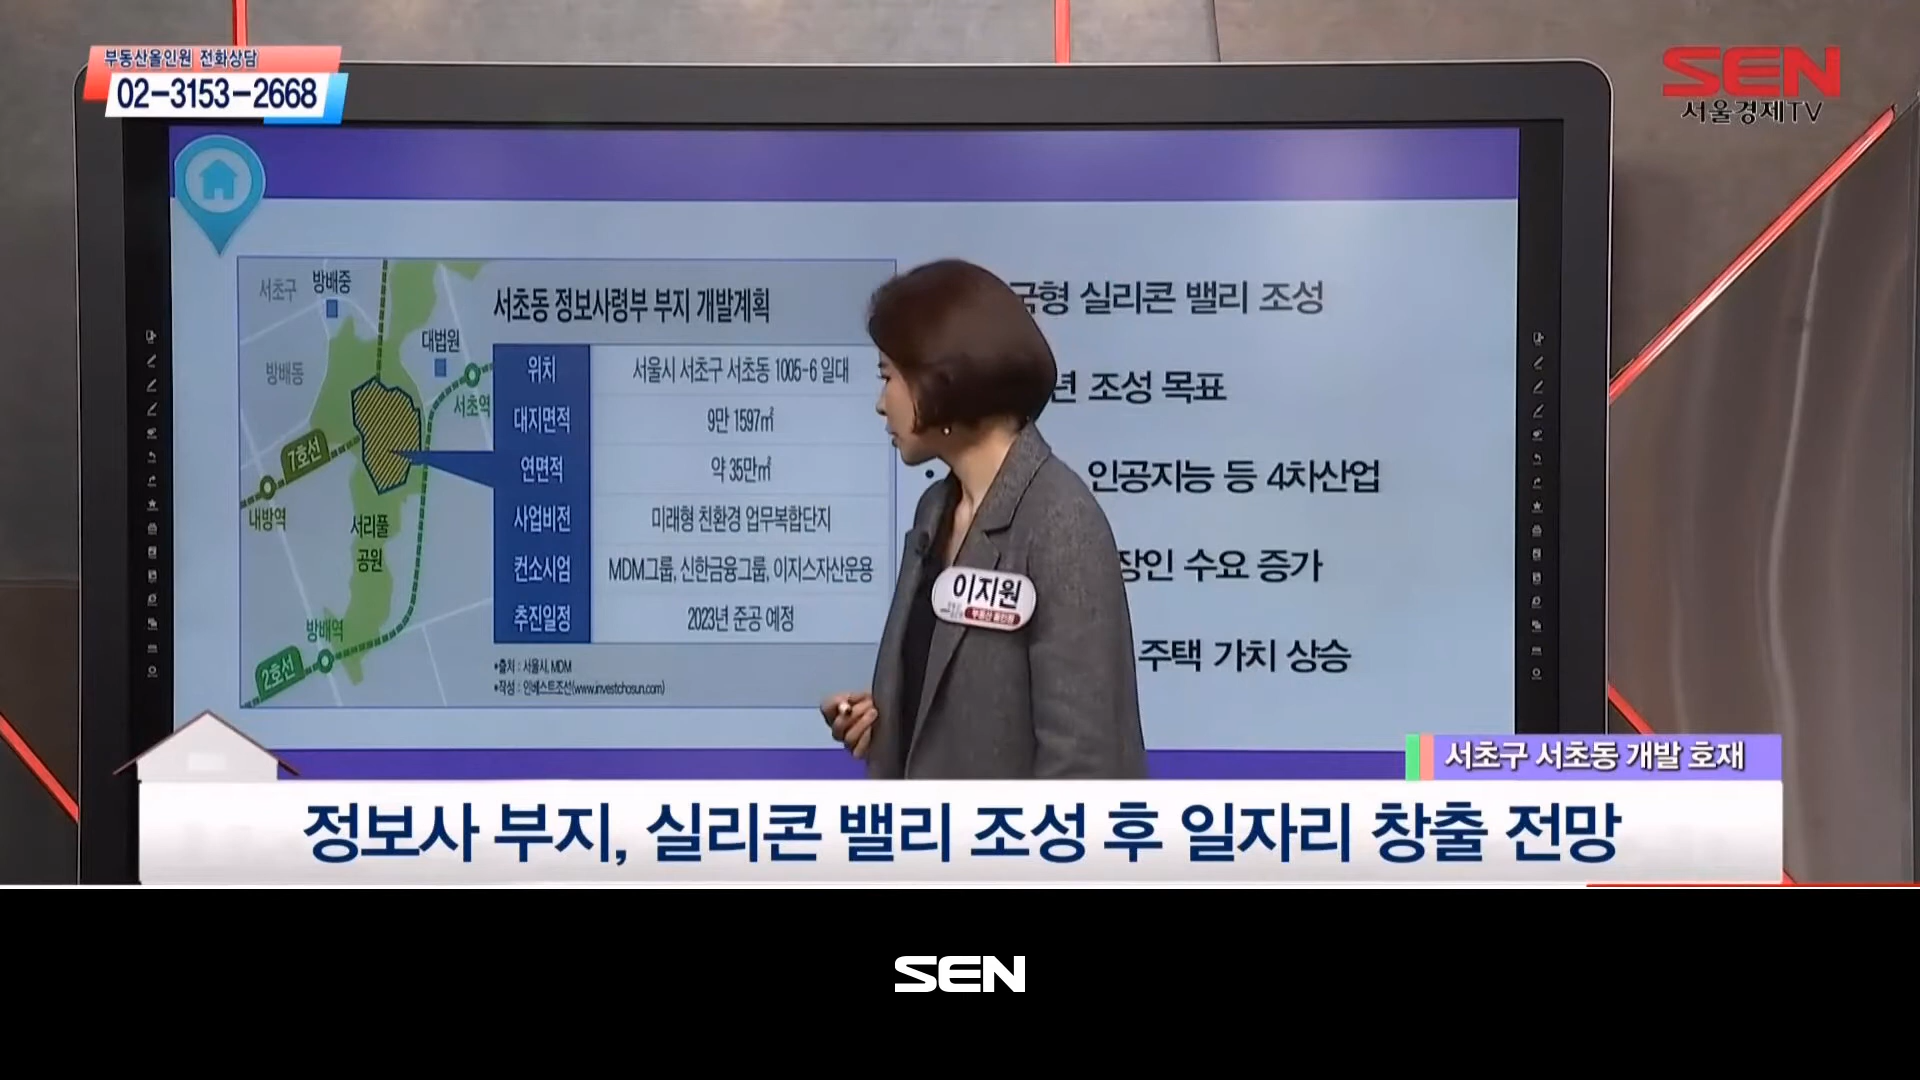 부동산올인원 전화상담
02-3153-2668
SEN
서울경제TV
서초구
방배중
대법원
방배동
서초역
7호선
내방역
서리풀
공원
방배역
2호선
서초동 정보사령부 부지 개발계획
위치 서울시 서초구 서초동 1005-6 일대
대지면적 9만 1597㎡
연면적 약 35만㎡
사업비전 미래형 친환경 업무복합단지
컨소시엄 MDM그룹, 신한금융그룹, 이지스자산운용
추진일정 2023년 준공 예정
*출처 : 서울시, MDM
*작성 : 인베스트조선(www.investchosun.com)
실리콘 밸리 조성
년 조성 목표
• 인공지능 등 4차산업
수요 증가
주택 가치 상승
이지원
부동산 올인원
서초구 서초동 개발 호재
정보사 부지, 실리콘 밸리 조성 후 일자리 창출 전망
SEN